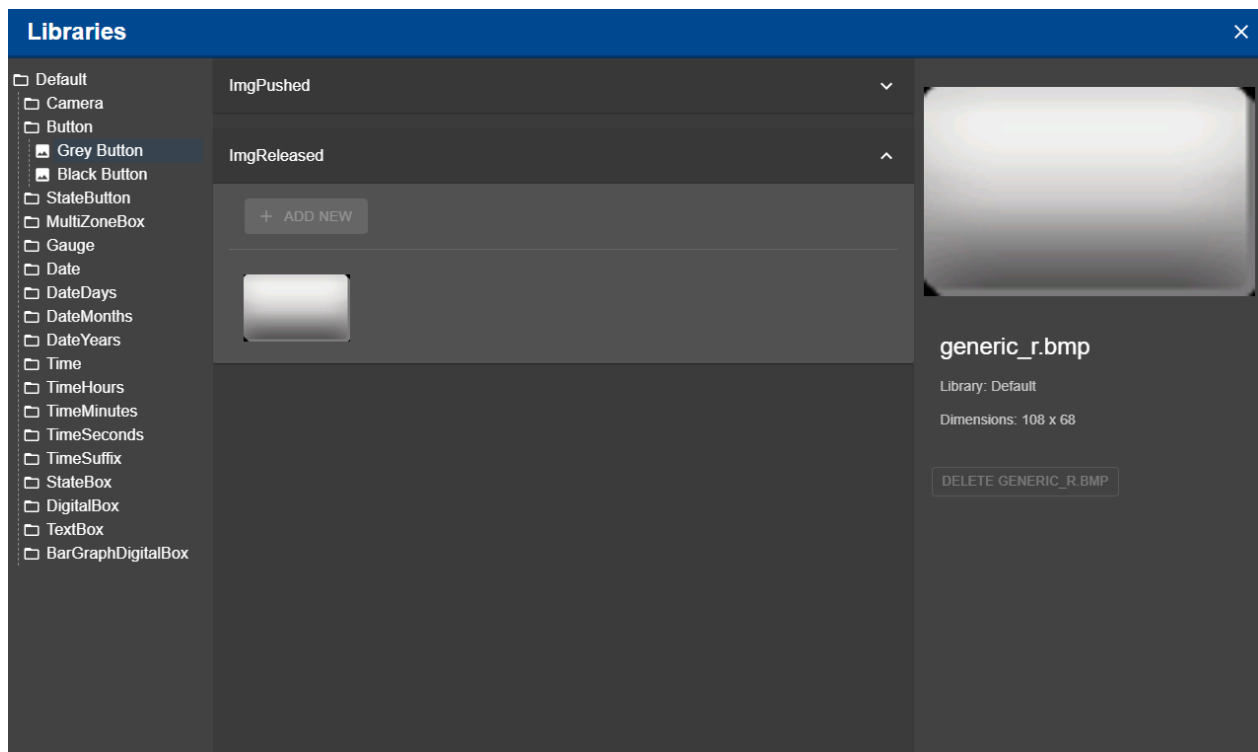 Libraries
Default
Camera
Button
Grey Button
Black Button
StateButton
MultiZoneBox
Gauge
Date
DateDays
DateMonths
DateYears
Time
TimeHours
TimeMinutes
TimeSeconds
TimeSuffix
StateBox
DigitalBox
TextBox
BarGraphDigitalBox
ImgPushed
ImgReleased
+ ADD NEW
generic_r.bmp
Library: Default
Dimensions: 108 x 68
DELETE GENERIC_R.BMP